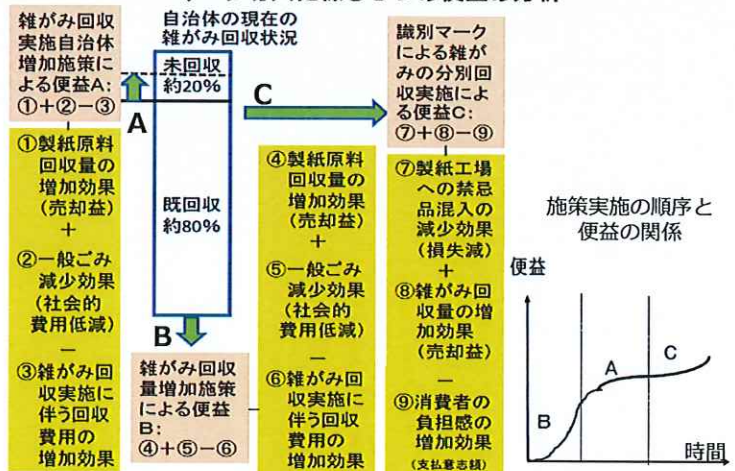 雑がみ回収
実施自治体
増加施策に
よる便益A:
①+②−③
①製紙原料
回収量の
増加効果
(売却益)
+
②一般ごみ
減少効果
(社会的
費用低減)
−
③雑がみ回
収実施に
伴う回収
費用の
増加効果
自治体の現在の
雑がみ回収状況
未回収
約20%
A
既回収
約80%
B
雑がみ回収
量増加施策
による便益
B:
④+⑤−⑥
C
④製紙原料
回収量の
増加効果
(売却益)
+
⑤一般ごみ
減少効果
(社会的
費用低減)
−
⑥雑がみ回
収実施に
伴う回収
費用の
増加効果
識別マーク
による雑が
みの分別回
収実施によ
る便益C:
⑦+⑧−⑨
⑦製紙工場
への禁忌
品混入の
減少効果
(損失減)
+
⑧雑がみ回
収量の増
加効果
(売却益)
−
⑨消費者の
負担感の
増加効果
(支払意志額)
施策実施の順序と
便益の関係
便益
B
A
C
時間